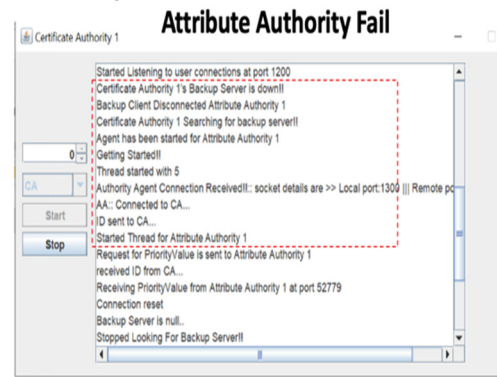 Attribute Authority Fail
Certificate Authority 1
Started Listening to user connections at port 1200
Certificate Authority 1's Backup Server is down!!
Backup Client Disconnected Attribute Authority 1
Certificate Authority 1 Searching for backup server!!
Agent has been started for Attribute Authority 1
Getting Started!!
0
Thread started with 5
CA
Authority Agent Connection Received!!:: socket details are >> Local port:1300 ||| Remote po
AA:: Connected to CA...
Start
ID sent to CA...
Started Thread for Attribute Authority 1
Stop
Request for PriorityValue is sent to Attribute Authority 1
received ID from CA...
Receiving PriorityValue from Attribute Authority 1 at port 52779
Connection reset
Backup Server is null..
Stopped Looking For Backup Server!!